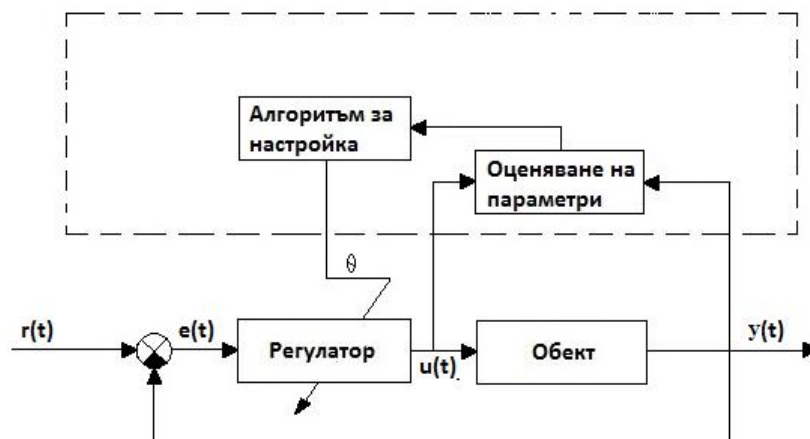 Алгоритъм за
настройка
Оценяване на
параметри
θ
r(t)
e(t)
Регулатор
u(t)
Обект
y(t)